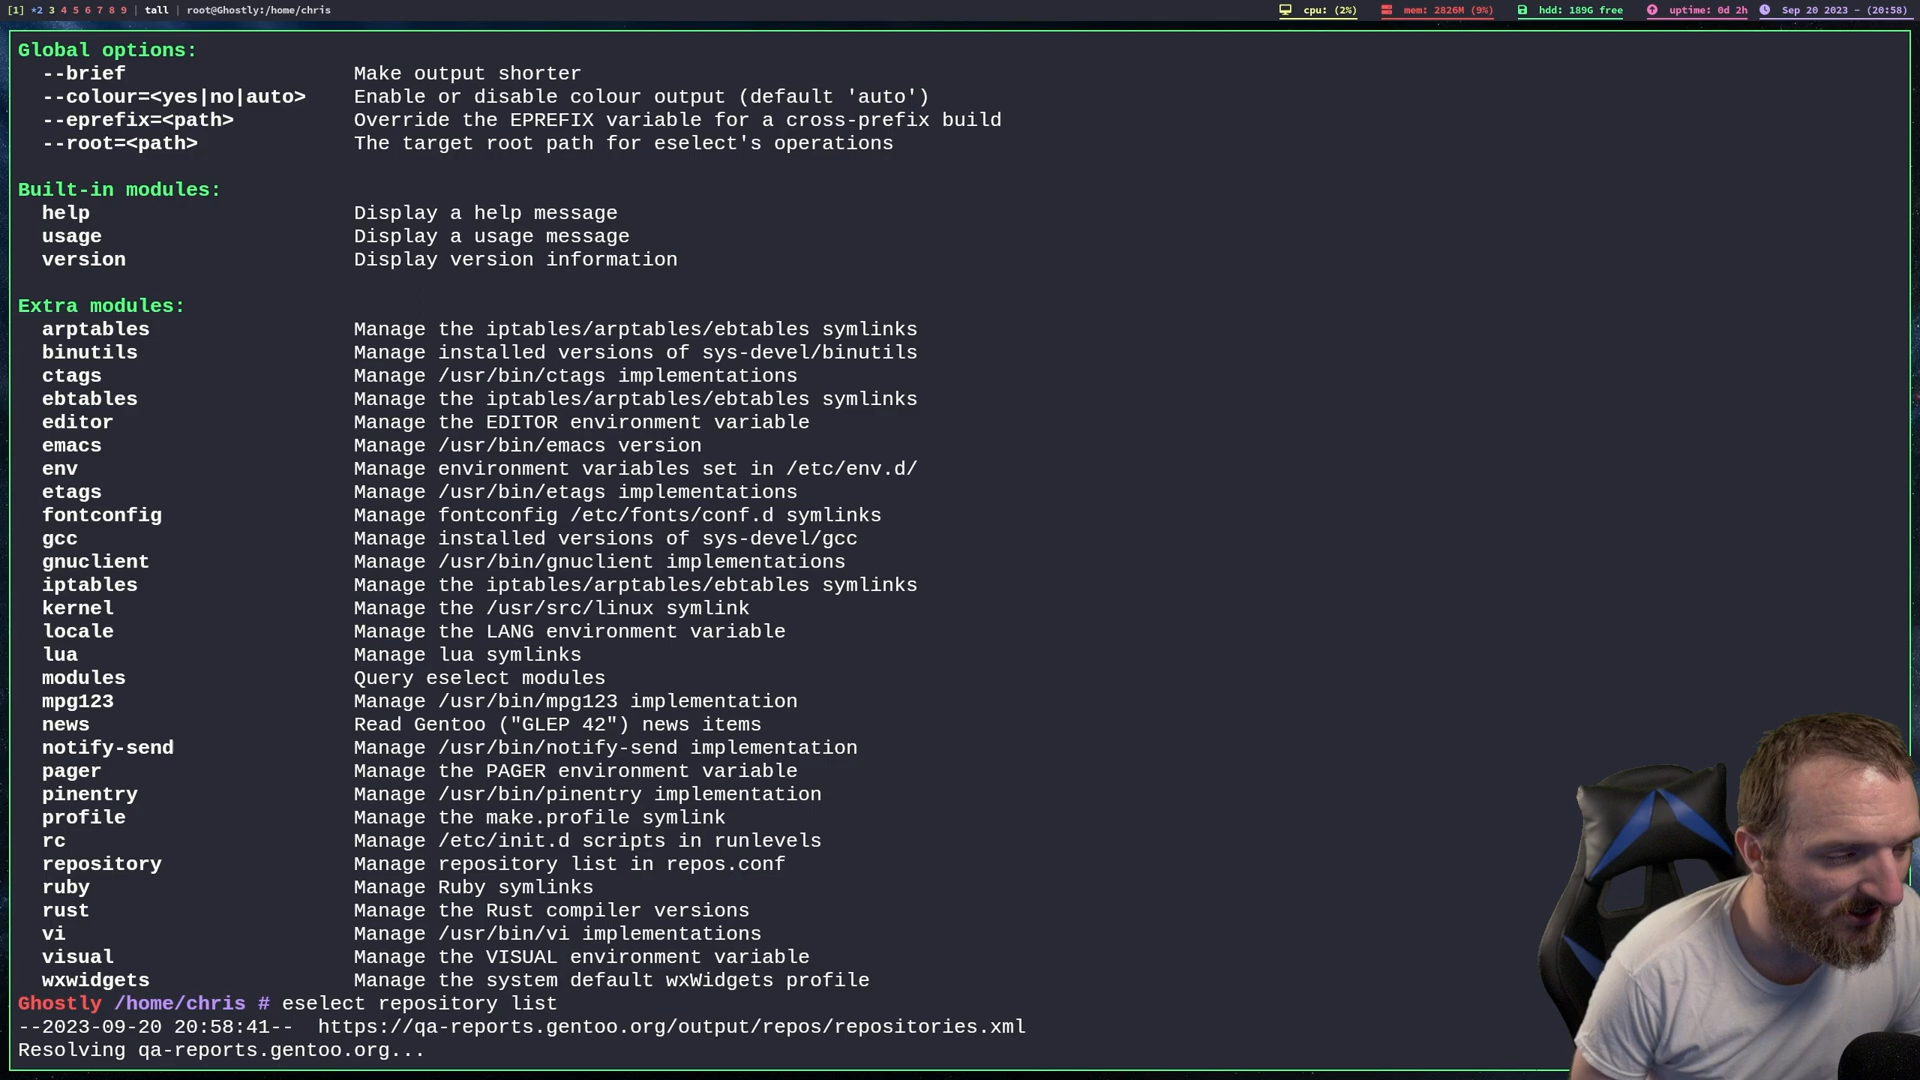 [1] *2 3 4 5 6 7 8 9 | tall | root@Ghostly:/home/chris
cpu: (2%) mem: 2826M (9%) hdd: 189G free uptime: 0d 2h Sep 20 2023 - (20:58)
Global options:
--brief Make output shorter
--colour=<yes|no|auto> Enable or disable colour output (default 'auto')
--eprefix=<path> Override the EPREFIX variable for a cross-prefix build
--root=<path> The target root path for eselect's operations
Built-in modules:
help Display a help message
usage Display a usage message
version Display version information
Extra modules:
arptables Manage the iptables/arptables/ebtables symlinks
binutils Manage installed versions of sys-devel/binutils
ctags Manage /usr/bin/ctags implementations
ebtables Manage the iptables/arptables/ebtables symlinks
editor Manage the EDITOR environment variable
emacs Manage /usr/bin/emacs version
env Manage environment variables set in /etc/env.d/
etags Manage /usr/bin/etags implementations
fontconfig Manage fontconfig /etc/fonts/conf.d symlinks
gcc Manage installed versions of sys-devel/gcc
gnuclient Manage /usr/bin/gnuclient implementations
iptables Manage the iptables/arptables/ebtables symlinks
kernel Manage the /usr/src/linux symlink
locale Manage the LANG environment variable
lua Manage lua symlinks
modules Query eselect modules
mpg123 Manage /usr/bin/mpg123 implementation
news Read Gentoo ("GLEP 42") news items
notify-send Manage /usr/bin/notify-send implementation
pager Manage the PAGER environment variable
pinentry Manage /usr/bin/pinentry implementation
profile Manage the make.profile symlink
rc Manage /etc/init.d scripts in runlevels
repository Manage repository list in repos.conf
ruby Manage Ruby symlinks
rust Manage the Rust compiler versions
vi Manage /usr/bin/vi implementations
visual Manage the VISUAL environment variable
wxwidgets Manage the system default wxWidgets profile
Ghostly /home/chris # eselect repository list
--2023-09-20 20:58:41-- https://qa-reports.gentoo.org/output/repos/repositories.xml
Resolving qa-reports.gentoo.org...